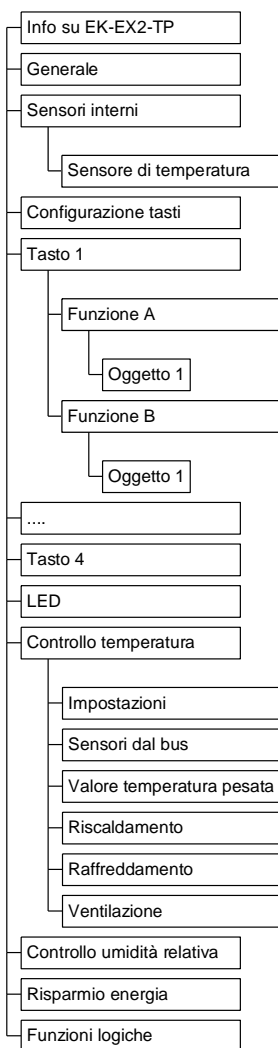 Info su EK-EX2-TP
Generale
Sensori interni
Sensore di temperatura
Configurazione tasti
Tasto 1
Funzione A
Oggetto 1
Funzione B
Oggetto 1
....
Tasto 4
LED
Controllo temperatura
Impostazioni
Sensori dal bus
Valore temperatura pesata
Riscaldamento
Raffreddamento
Ventilazione
Controllo umidità relativa
Risparmio energia
Funzioni logiche